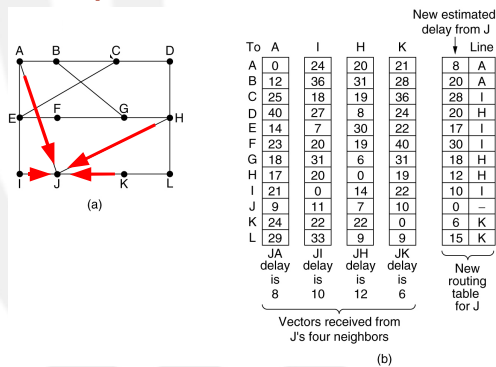 New estimated
delay from J
To A I H K Line
A 0 24 20 21 8 A
B 12 36 31 28 20 A
C 25 18 19 36 28 I
D 40 27 8 24 20 H
E 14 7 30 22 17 I
F 23 20 19 40 30 I
G 18 31 6 31 18 H
H 17 20 0 19 12 H
I 21 0 14 22 10 I
J 9 11 7 10 0 –
K 24 22 22 0 6 K
L 29 33 9 9 15 K
JA JI JH JK
delay delay delay delay
is is is is
8 10 12 6
New
routing
table
for J
Vectors received from
J's four neighbors
(b)
A B C D
E F G H
I J K L
(a)